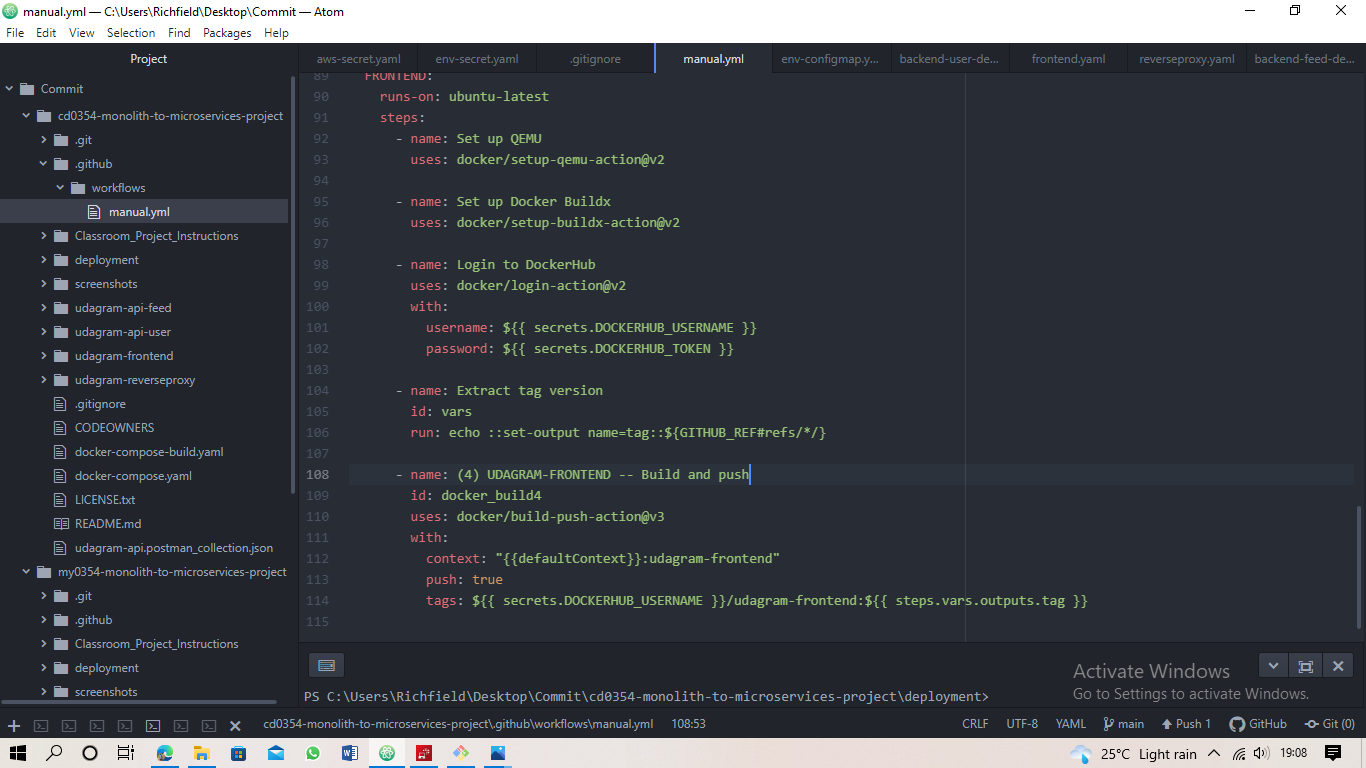 manual.yml — C:\Users\Richfield\Desktop\Commit — Atom
File Edit View Selection Find Packages Help
Project
aws-secret.yaml env-secret.yaml .gitignore manual.yml env-configmap.y... backend-user-de... frontend.yaml reverseproxy.yaml backend-feed-de...
Commit
cd0354-monolith-to-microservices-project
.git
.github
workflows
manual.yml
Classroom_Project_Instructions
deployment
screenshots
udagram-api-feed
udagram-api-user
udagram-frontend
udagram-reverseproxy
.gitignore
CODEOWNERS
docker-compose-build.yaml
docker-compose.yaml
LICENSE.txt
README.md
udagram-api.postman_collection.json
my0354-monolith-to-microservices-project
.git
.github
Classroom_Project_Instructions
deployment
screenshots
89 FRONTEND:
90 runs-on: ubuntu-latest
91 steps:
92 - name: Set up QEMU
93 uses: docker/setup-qemu-action@v2
94
95 - name: Set up Docker Buildx
96 uses: docker/setup-buildx-action@v2
97
98 - name: Login to DockerHub
99 uses: docker/login-action@v2
100 with:
101 username: ${{ secrets.DOCKERHUB_USERNAME }}
102 password: ${{ secrets.DOCKERHUB_TOKEN }}
103
104 - name: Extract tag version
105 id: vars
106 run: echo ::set-output name=tag::${GITHUB_REF#refs/*/}
107
108 - name: (4) UDAGRAM-FRONTEND -- Build and push
109 id: docker_build4
110 uses: docker/build-push-action@v3
111 with:
112 context: "{{defaultContext}}:udagram-frontend"
113 push: true
114 tags: ${{ secrets.DOCKERHUB_USERNAME }}/udagram-frontend:${{ steps.vars.outputs.tag }}
115
Activate Windows
Go to Settings to activate Windows.
PS C:\Users\Richfield\Desktop\Commit\cd0354-monolith-to-microservices-project\deployment>
cd0354-monolith-to-microservices-project\.github\workflows\manual.yml 108:53 CRLF UTF-8 YAML main Push 1 GitHub Git (0)
25°C Light rain 19:08